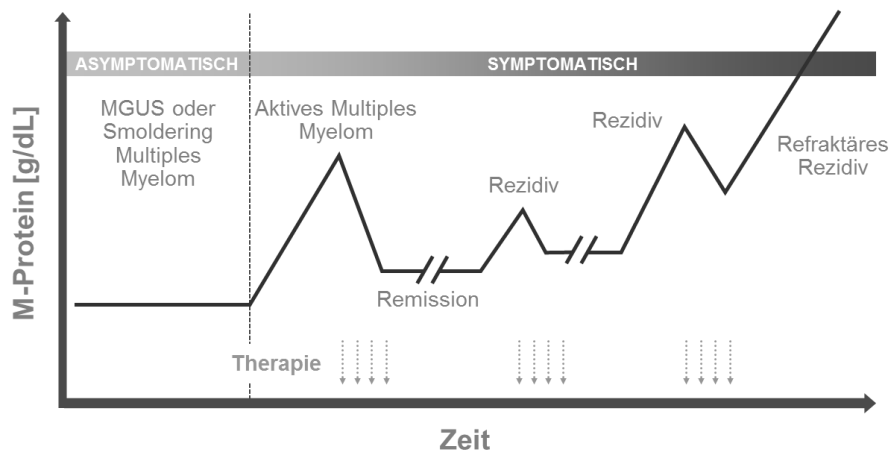 ASYMPTOMATISCH
SYMPTOMATISCH
MGUS oder
Smoldering
Multiples
Myelom
Aktives Multiples
Myelom
Rezidiv
Rezidiv
Refraktäres
Rezidiv
Remission
Therapie
M-Protein [g/dL]
Zeit